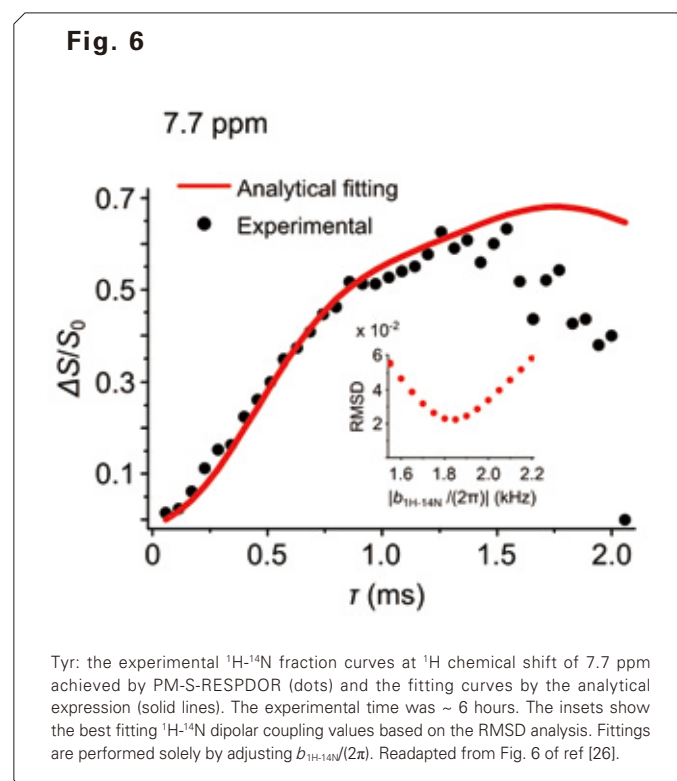 Fig. 6
7.7 ppm
0.7
Analytical fitting
Experimental
0.5
x 10⁻²
6
ΔS/S₀
0.3
RMSD
4
2
1.6 1.8 2.0 2.2
|b₁H-₁₄N/(2π)| (kHz)
0.1
0 0.5 1.0 1.5 2.0
τ (ms)
Tyr: the experimental ¹H-¹⁴N fraction curves at ¹H chemical shift of 7.7 ppm
achieved by PM-S-RESPDOR (dots) and the fitting curves by the analytical
expression (solid lines). The experimental time was ~ 6 hours. The insets show
the best fitting ¹H-¹⁴N dipolar coupling values based on the RMSD analysis. Fittings
are performed solely by adjusting b₁H-₁₄N/(2π). Readapted from Fig. 6 of ref [26].